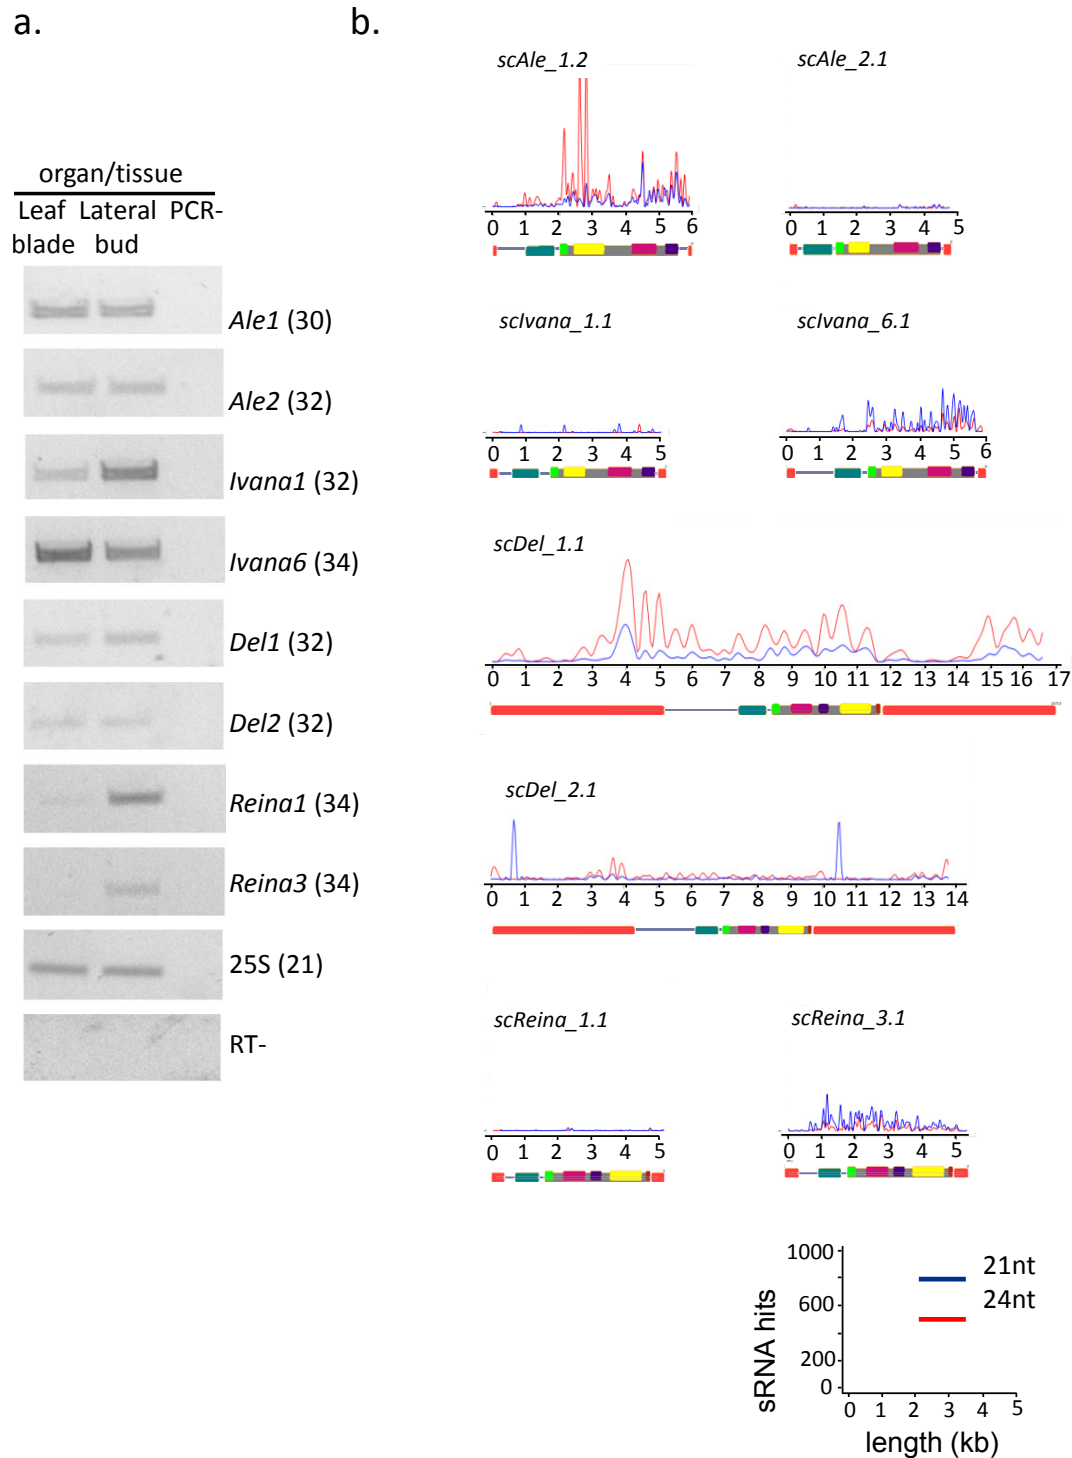 a.
organ/tissue
Leaf Lateral PCR-
blade bud
Ale1 (30)
Ale2 (32)
Ivana1 (32)
Ivana6 (34)
Del1 (32)
Del2 (32)
Reina1 (34)
Reina3 (34)
25S (21)
RT-
b.
scAle_1.2
0 1 2 3 4 5 6
scAle_2.1
0 1 2 3 4 5
scIvana_1.1
0 1 2 3 4 5
scIvana_6.1
0 1 2 3 4 5 6
scDel_1.1
0 1 2 3 4 5 6 7 8 9 10 11 12 13 14 15 16 17
scDel_2.1
0 1 2 3 4 5 6 7 8 9 10 11 12 13 14
scReina_1.1
0 1 2 3 4 5
scReina_3.1
0 1 2 3 4 5
1000
600
200
0
sRNA hits
21nt
24nt
0 1 2 3 4 5
length (kb)